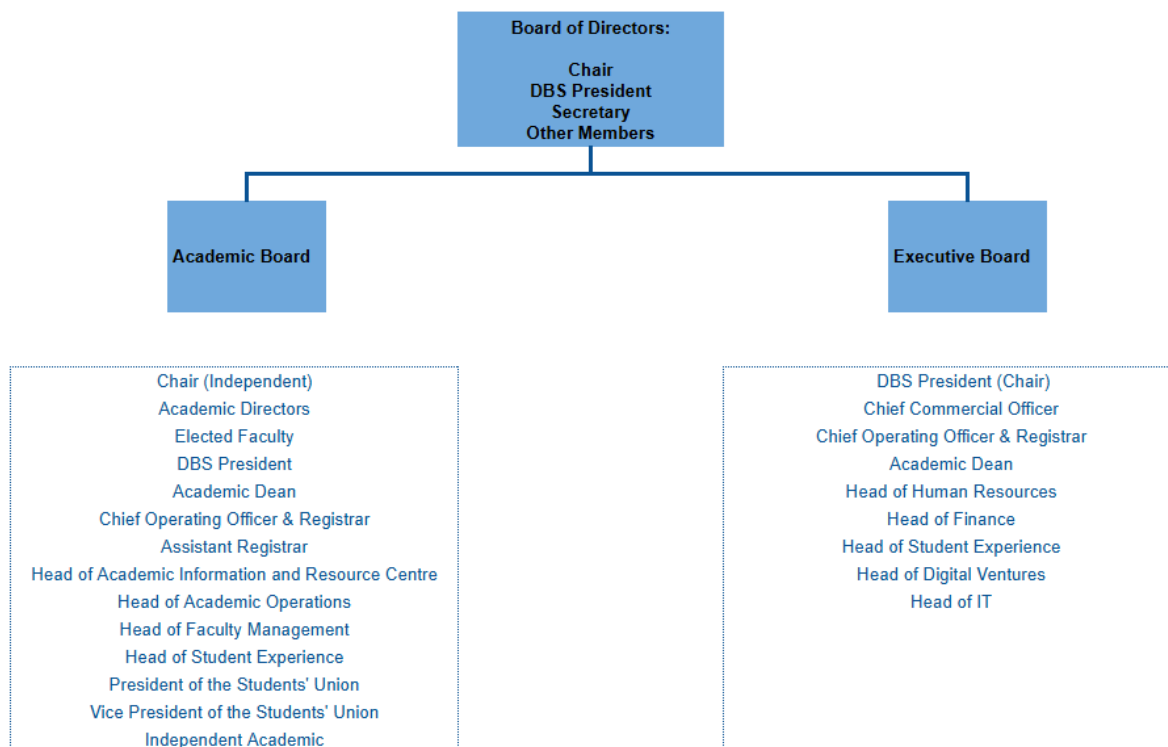 Board of Directors:
Chair
DBS President
Secretary
Other Members
Academic Board
Executive Board
Chair (Independent)
Academic Directors
Elected Faculty
DBS President
Academic Dean
Chief Operating Officer & Registrar
Assistant Registrar
Head of Academic Information and Resource Centre
Head of Academic Operations
Head of Faculty Management
Head of Student Experience
President of the Students' Union
Vice President of the Students' Union
Independent Academic
DBS President (Chair)
Chief Commercial Officer
Chief Operating Officer & Registrar
Academic Dean
Head of Human Resources
Head of Finance
Head of Student Experience
Head of Digital Ventures
Head of IT